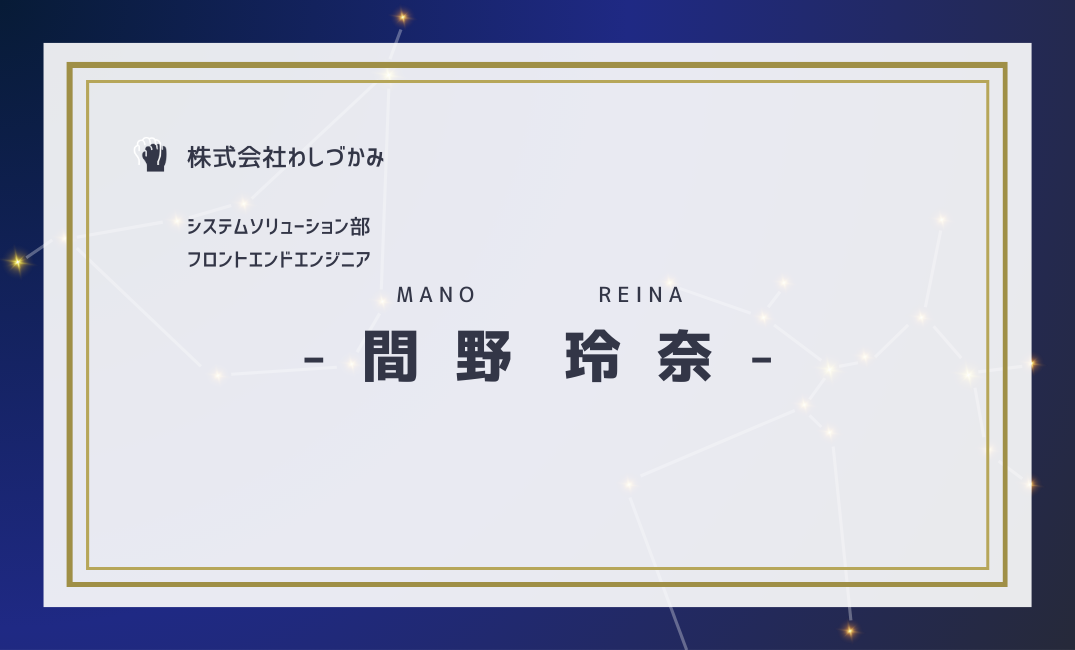 株式会社わしづかみ
システムソリューション部
フロントエンドエンジニア
MANO REINA
- 間野 玲奈 -